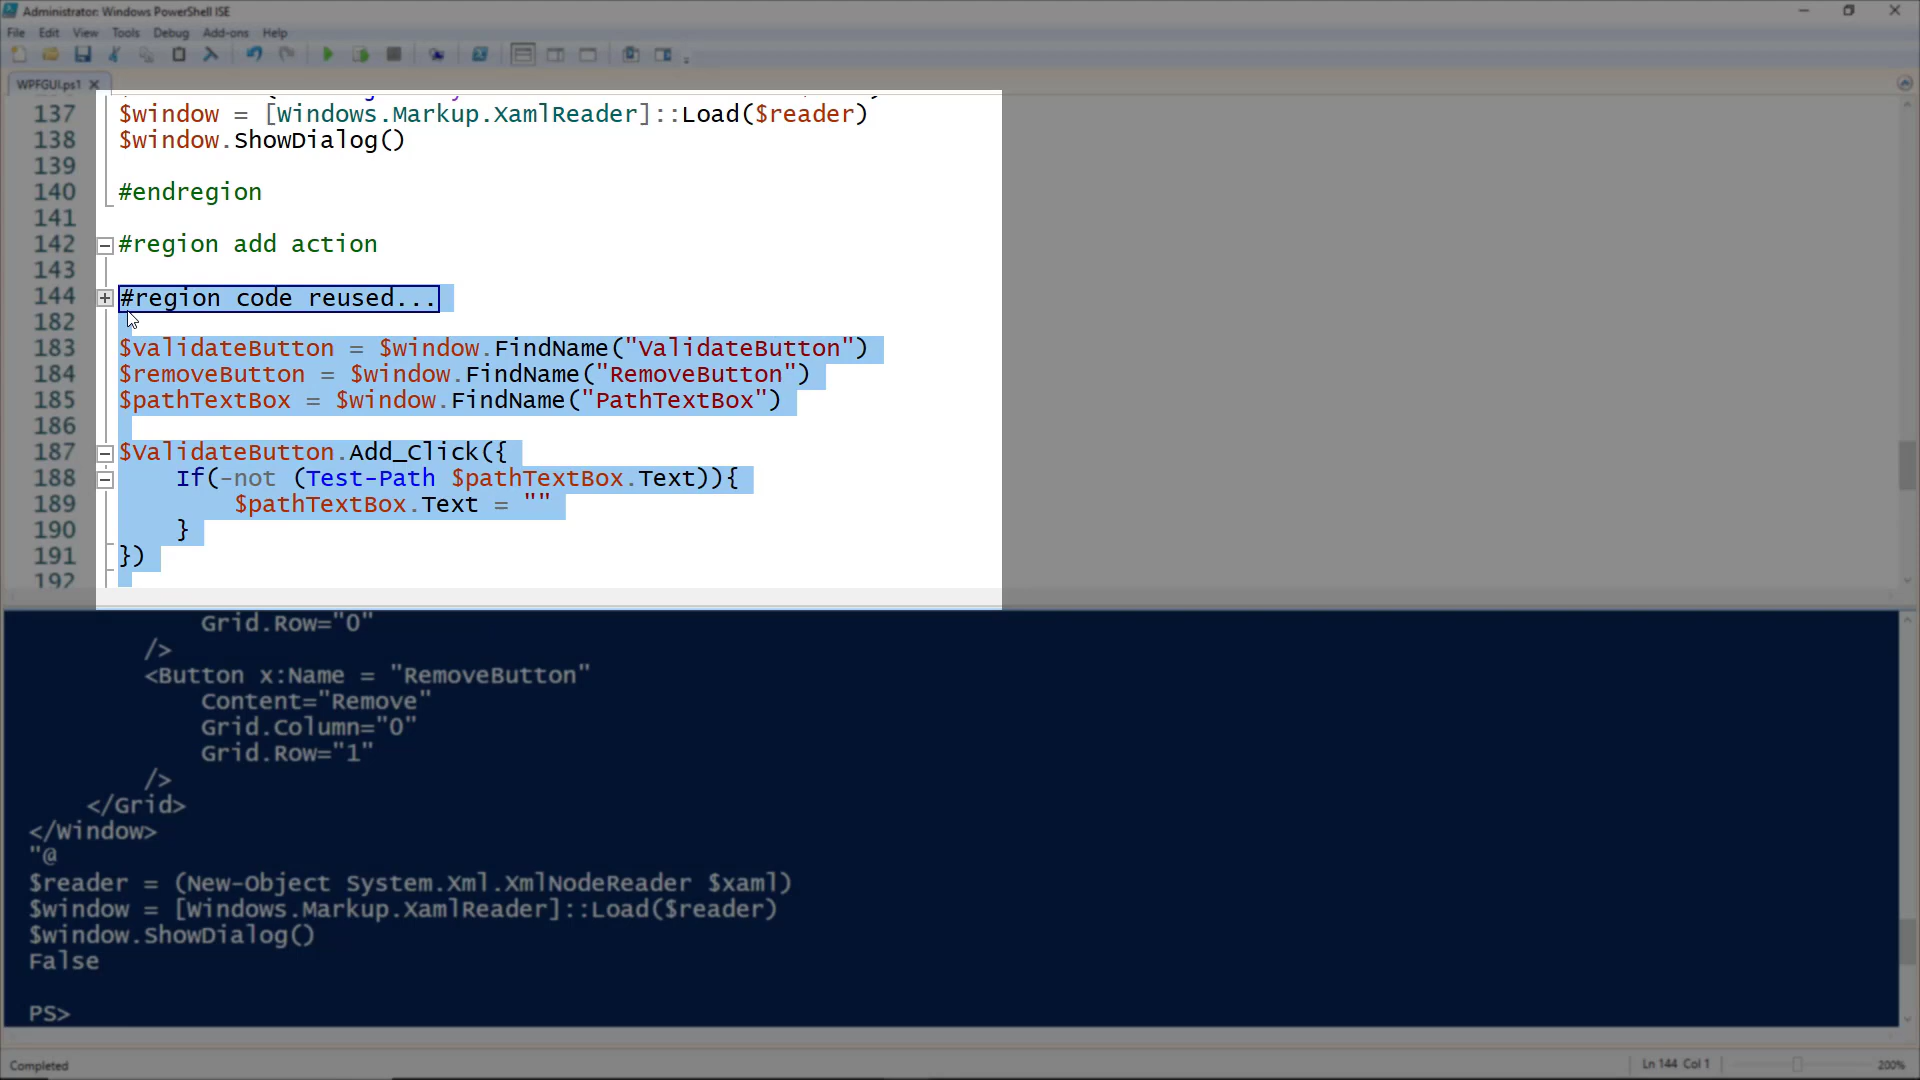 Administrator: Windows PowerShell ISE
File Edit View Tools Debug Add-ons Help
WPFGUI.ps1
137 $window = [Windows.Markup.XamlReader]::Load($reader)
138 $window.ShowDialog()
139
140 #endregion
141
142 #region add action
143
144 #region code reused...
182
183 $validateButton = $window.FindName("ValidateButton")
184 $removeButton = $window.FindName("RemoveButton")
185 $pathTextBox = $window.FindName("PathTextBox")
186
187 $ValidateButton.Add_Click({
188 If(-not (Test-Path $pathTextBox.Text)){
189 $pathTextBox.Text = ""
190 }
191 })
192
Grid.Row="0"
/>
<Button x:Name = "RemoveButton"
Content="Remove"
Grid.Column="0"
Grid.Row="1"
/>
</Grid>
</Window>
"@
$reader = (New-Object System.Xml.XmlNodeReader $xaml)
$window = [Windows.Markup.XamlReader]::Load($reader)
$window.ShowDialog()
False
PS>
Completed Ln 144 Col 1 200%